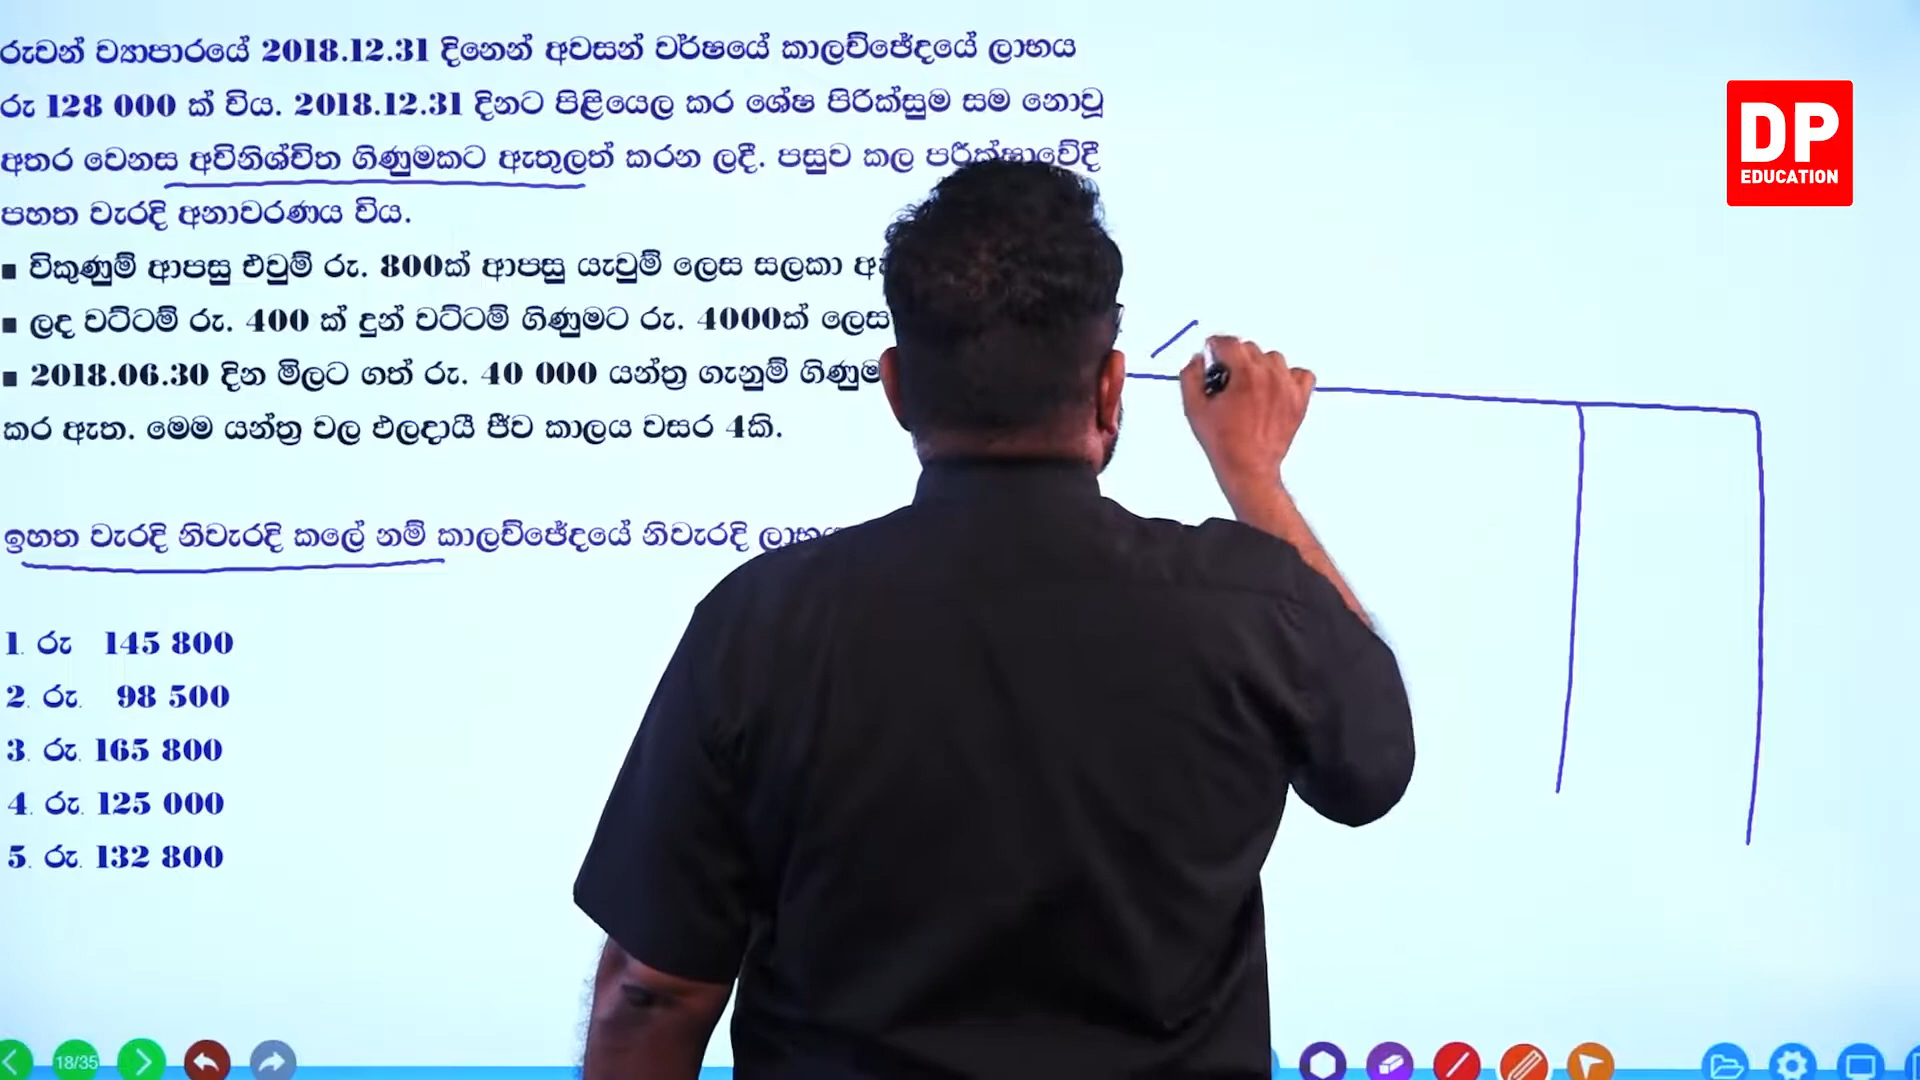 රුවන් ව්‍යාපාරයේ 2018.12.31 දිනෙන් අවසන් වර්ෂයේ කාලච්ඡේදයේ ලාභය
රු 128 000 ක් විය. 2018.12.31 දිනට පිළියෙල කර ශේෂ පිරික්සුම සම නොවූ
අතර වෙනස අවිනිශ්චිත ගිණුමකට ඇතුලත් කරන ලදී. පසුව කල පරීක්ෂාවේදී
පහත වැරදි අනාවරණය විය.
▪ විකුණුම් ආපසු එවුම් රු. 800ක් ආපසු යැවුම් ලෙස සලකා
▪ ලද වට්ටම් රු. 400 ක් දුන් වට්ටම් ගිණුමට රු. 4000ක් ලෙස
▪ 2018.06.30 දින මිලට ගත් රු. 40 000 යන්ත්‍ර ගැනුම්
කර ඇත. මෙම යන්ත්‍ර වල ඵලදායී ජීව කාලය වසර 4කි.
ඉහත වැරදි නිවැරදි කලේ නම් කාලච්ඡේදයේ නිවැරදි
1. රු 145 800
2. රු. 98 500
3. රු. 165 800
4. රු. 125 000
5. රු. 132 800
DP
EDUCATION
18/35